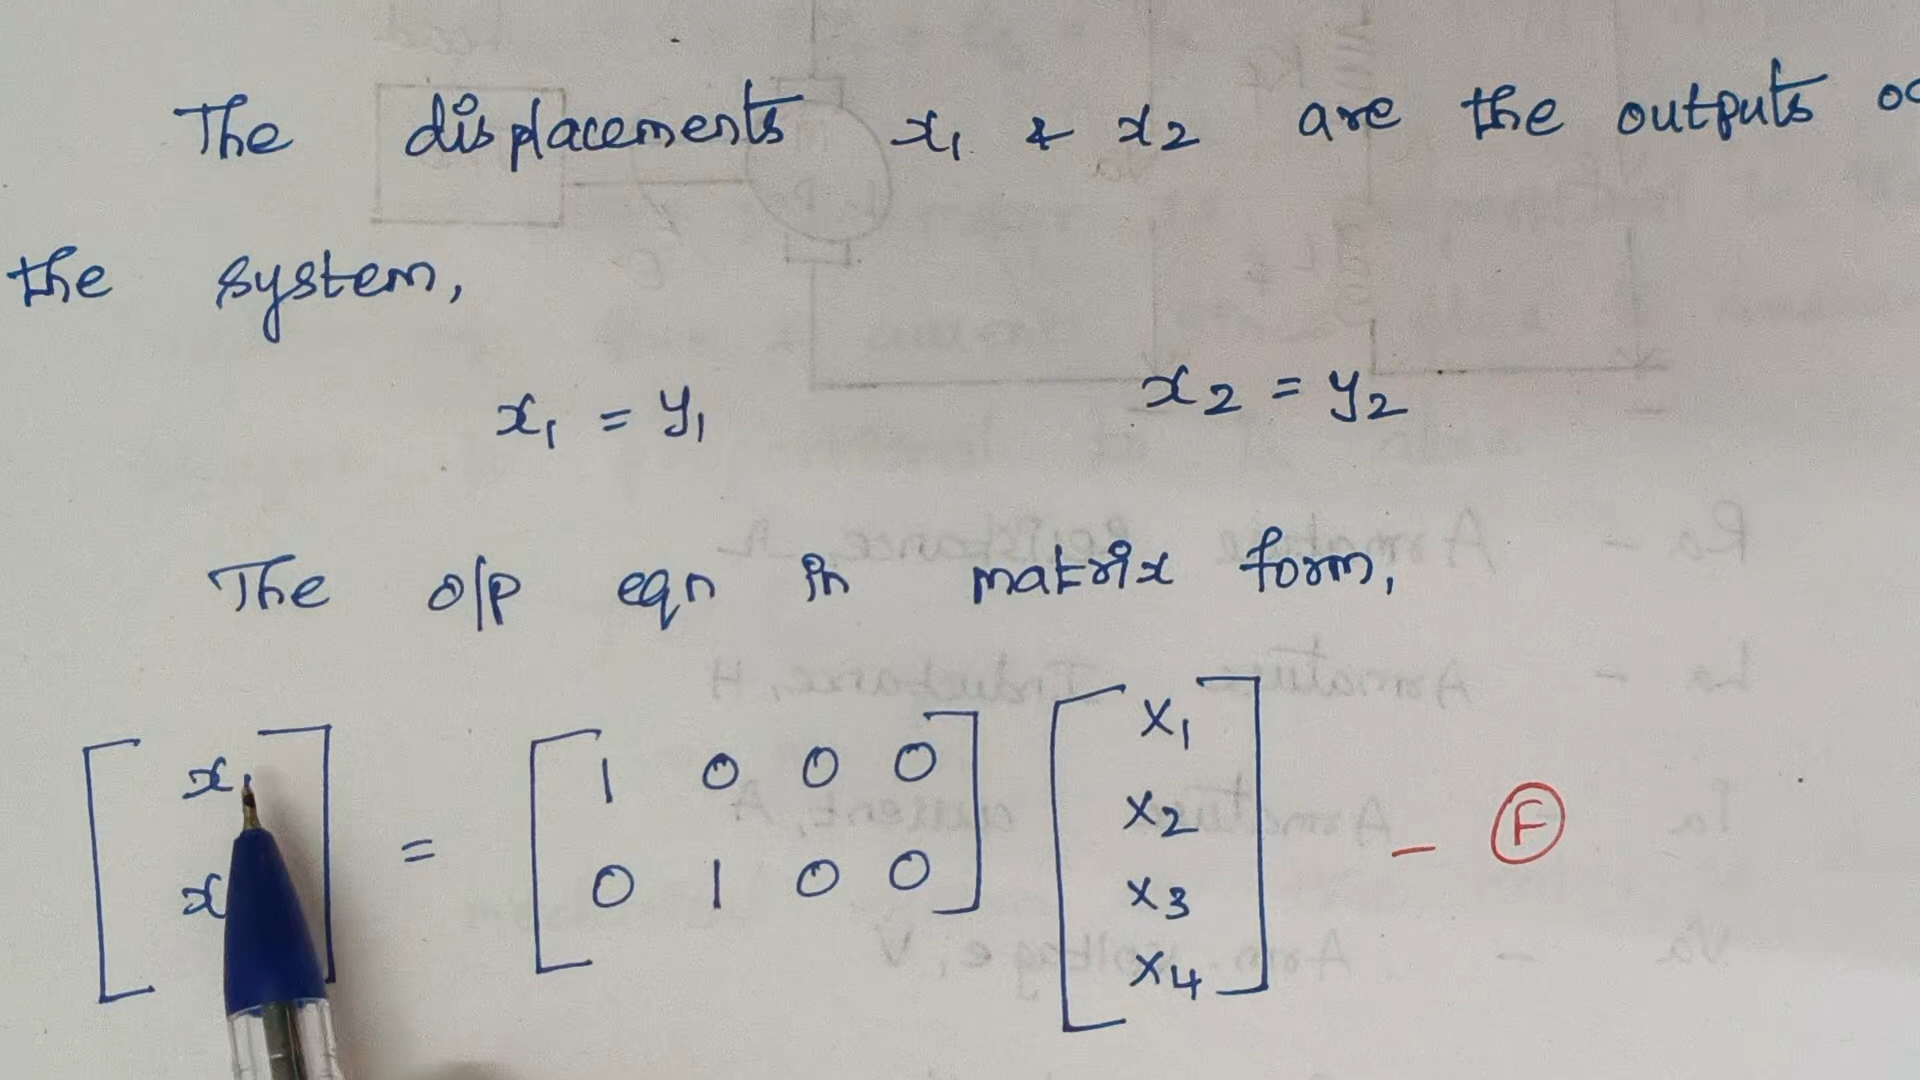 The displacements x1 & x2 are the outputs
the system,
x1 = y1 x2 = y2
The o/p eqn in matrix form,
[ x1 ] = [ 1 0 0 0 ] [ X1 ] - F
[ x ] [ 0 1 0 0 ] [ X2 ]
[ X3 ]
[ X4 ]